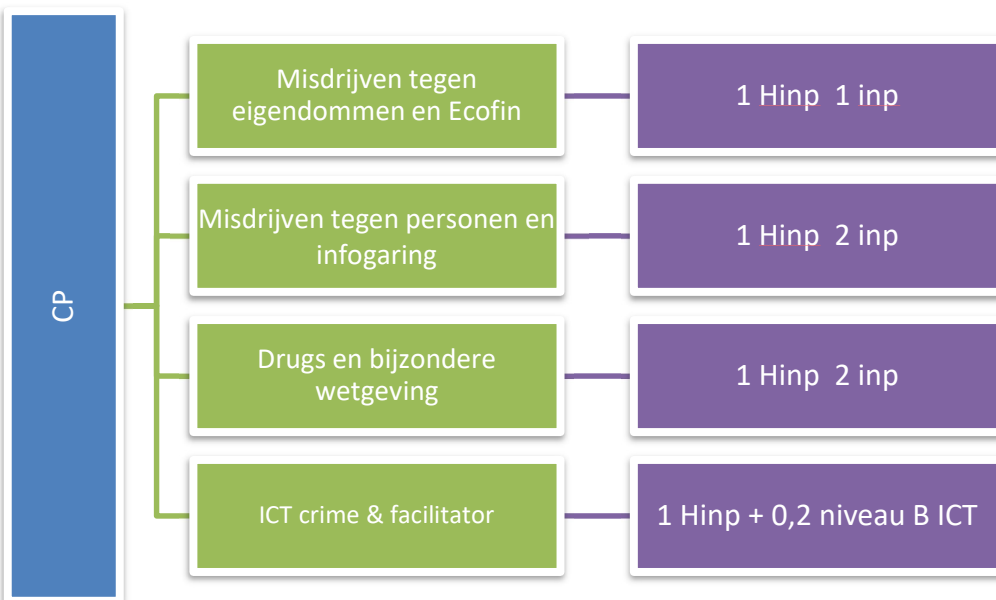 CP
Misdrijven tegen
eigendommen en Ecofin
1 Hinp 1 inp
Misdrijven tegen personen en
infogaring
1 Hinp 2 inp
Drugs en bijzondere
wetgeving
1 Hinp 2 inp
ICT crime & facilitator
1 Hinp + 0,2 niveau B ICT